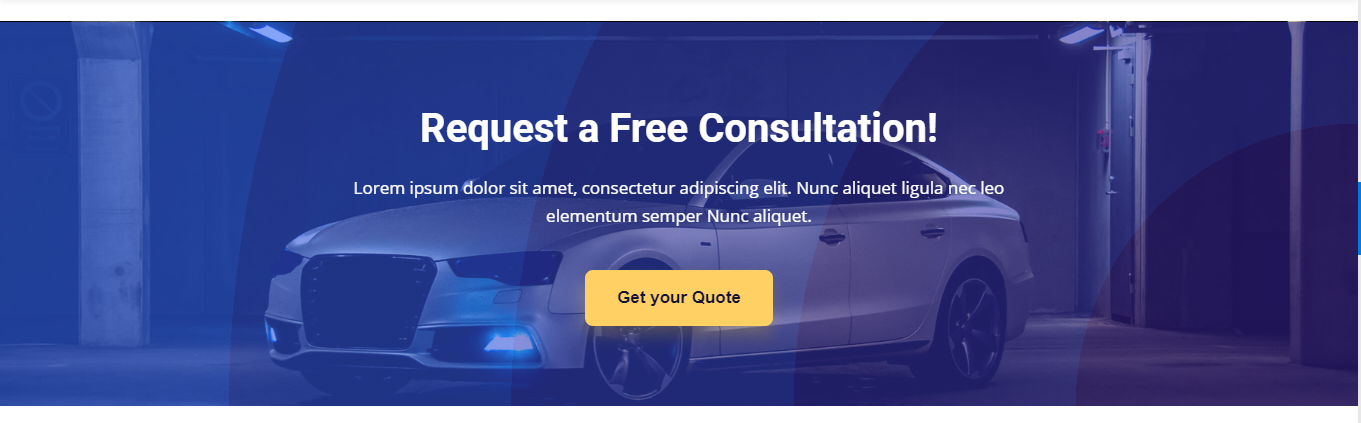 Request a Free Consultation!
Lorem ipsum dolor sit amet, consectetur adipiscing elit. Nunc aliquet ligula nec leo
elementum semper Nunc aliquet.
Get your Quote